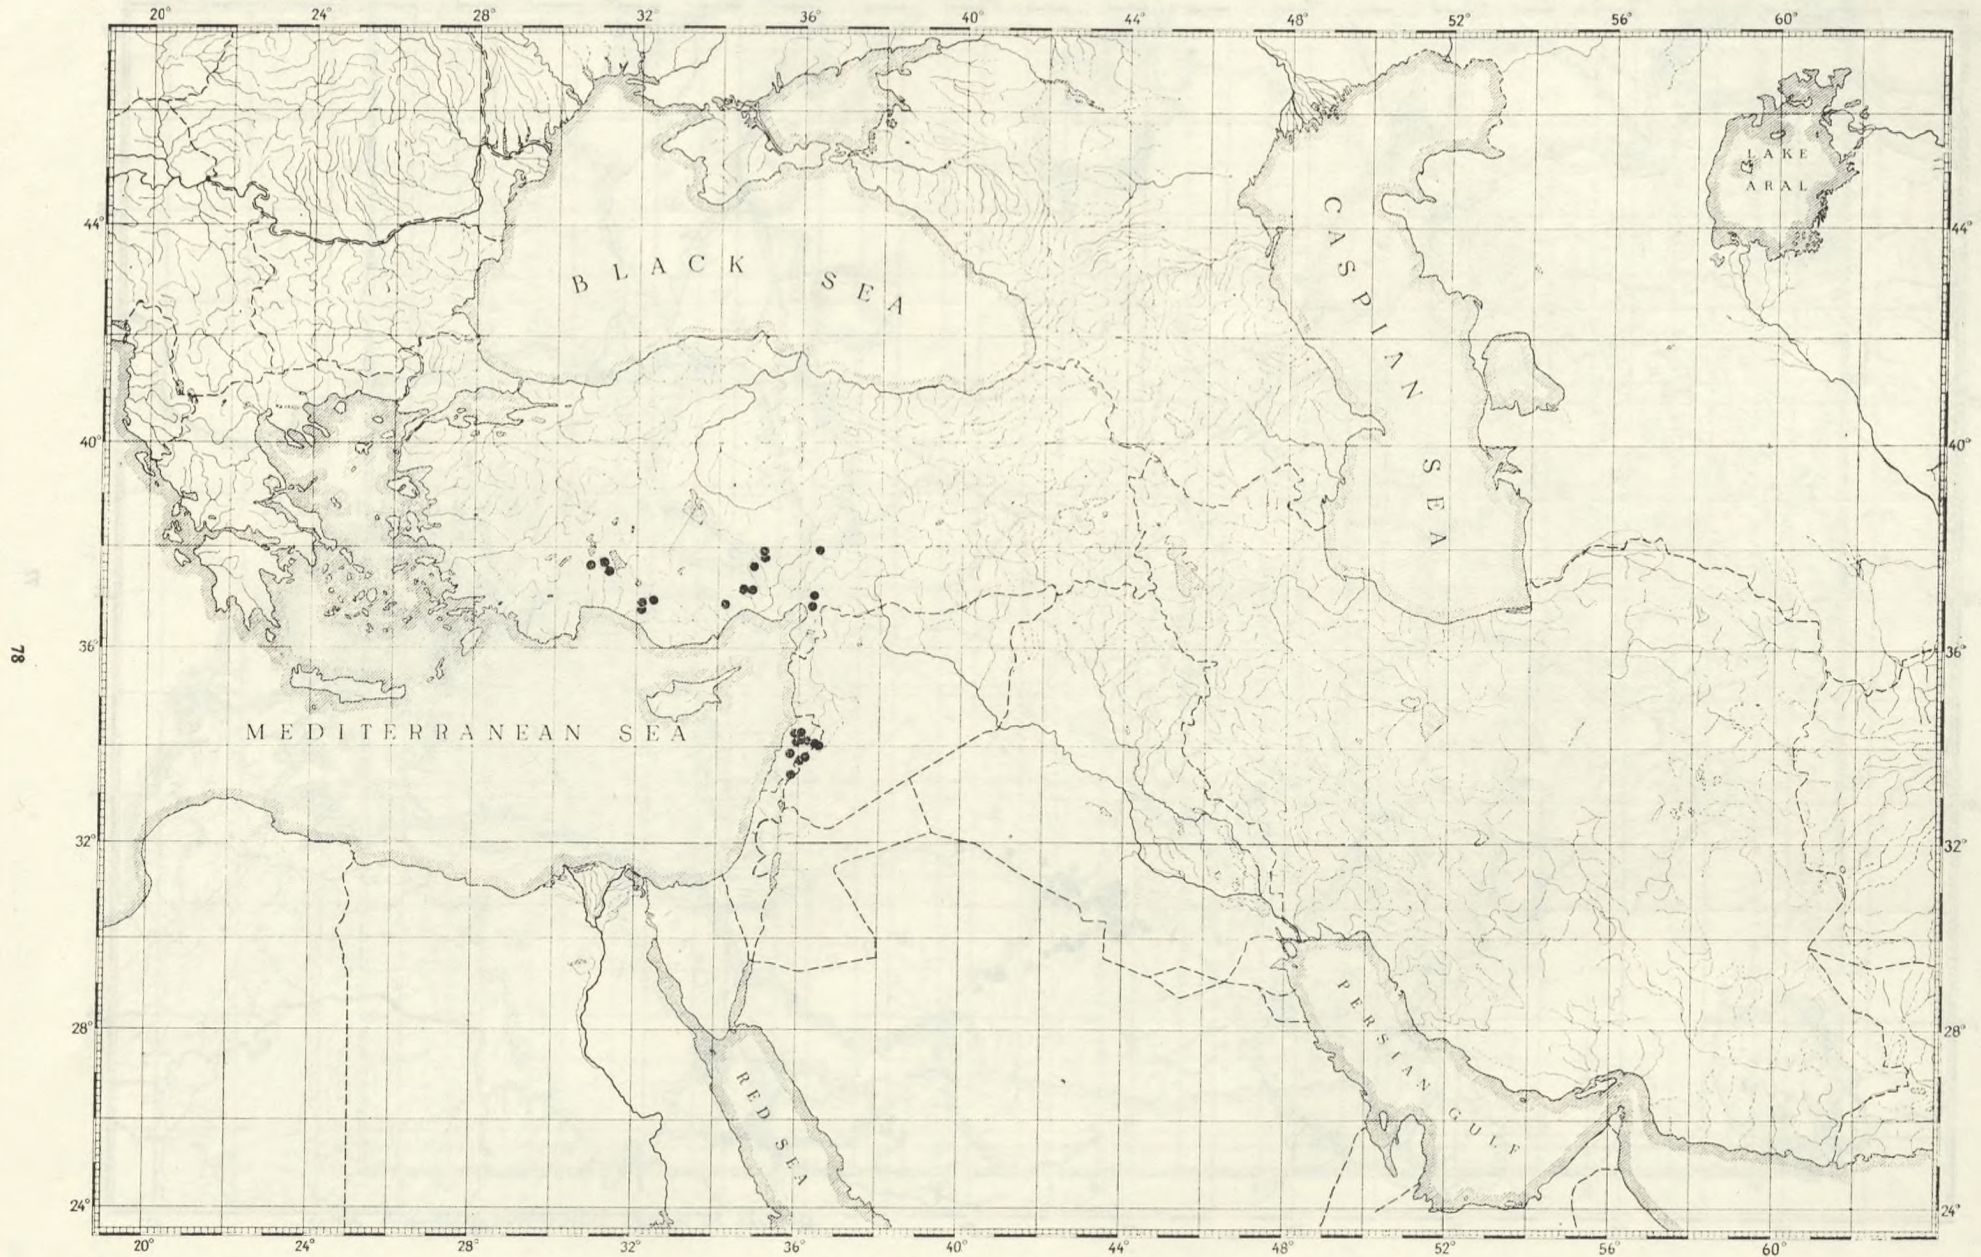 20° 24° 28° 32° 36° 40° 44° 48° 52° 56° 60°
LAKE
ARAL
44° 44°
CASPIAN SEA
BLACK SEA
40° 40°
36° 36°
78
MEDITERRANEAN SEA
32° 32°
PERSIAN GULF
28° 28°
RED SEA
24° 24°
20° 24° 28° 32° 36° 40° 44° 48° 52° 56° 60°